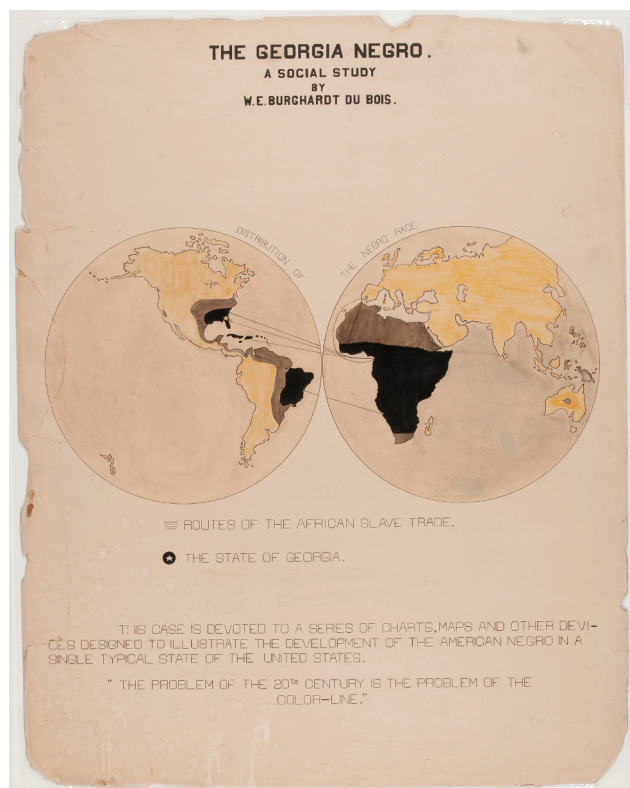 THE GEORGIA NEGRO.
A SOCIAL STUDY
BY
W.E.BURGHARDT DU BOIS.
DISTRIBUTION OF THE NEGRO RACE
ROUTES OF THE AFRICAN SLAVE TRADE.
THE STATE OF GEORGIA.
THIS CASE IS DEVOTED TO A SERIES OF CHARTS, MAPS AND OTHER DEVI-
CES DESIGNED TO ILLUSTRATE THE DEVELOPMENT OF THE AMERICAN NEGRO IN A
SINGLE TYPICAL STATE OF THE UNITED STATES.
" THE PROBLEM OF THE 20TH CENTURY IS THE PROBLEM OF THE
COLOR-LINE."